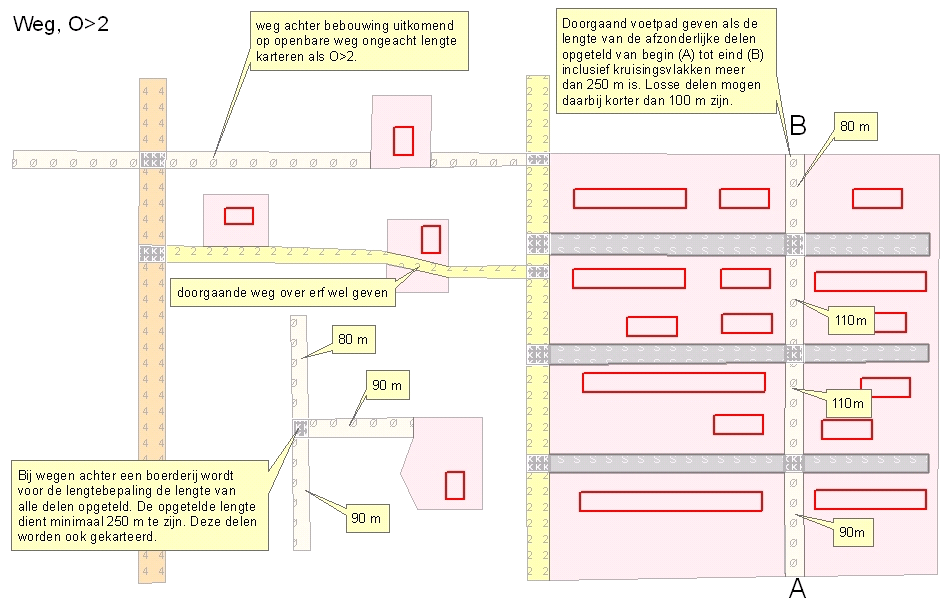 Weg, O>2
weg achter bebouwing uitkomend
op openbare weg ongeacht lengte
karteren als O>2.
Doorgaand voetpad geven als de
lengte van de afzonderlijke delen
opgeteld van begin (A) tot eind (B)
inclusief kruisingsvlakken meer
dan 250 m is. Losse delen mogen
daarbij korter dan 100 m zijn.
B
80 m
doorgaande weg over erf wel geven
110m
80 m
90 m
110m
Bij wegen achter een boerderij wordt
voor de lengtebepaling de lengte van
alle delen opgeteld. De opgetelde lengte
dient minimaal 250 m te zijn. Deze delen
worden ook gekarteerd.
90 m
90m
A